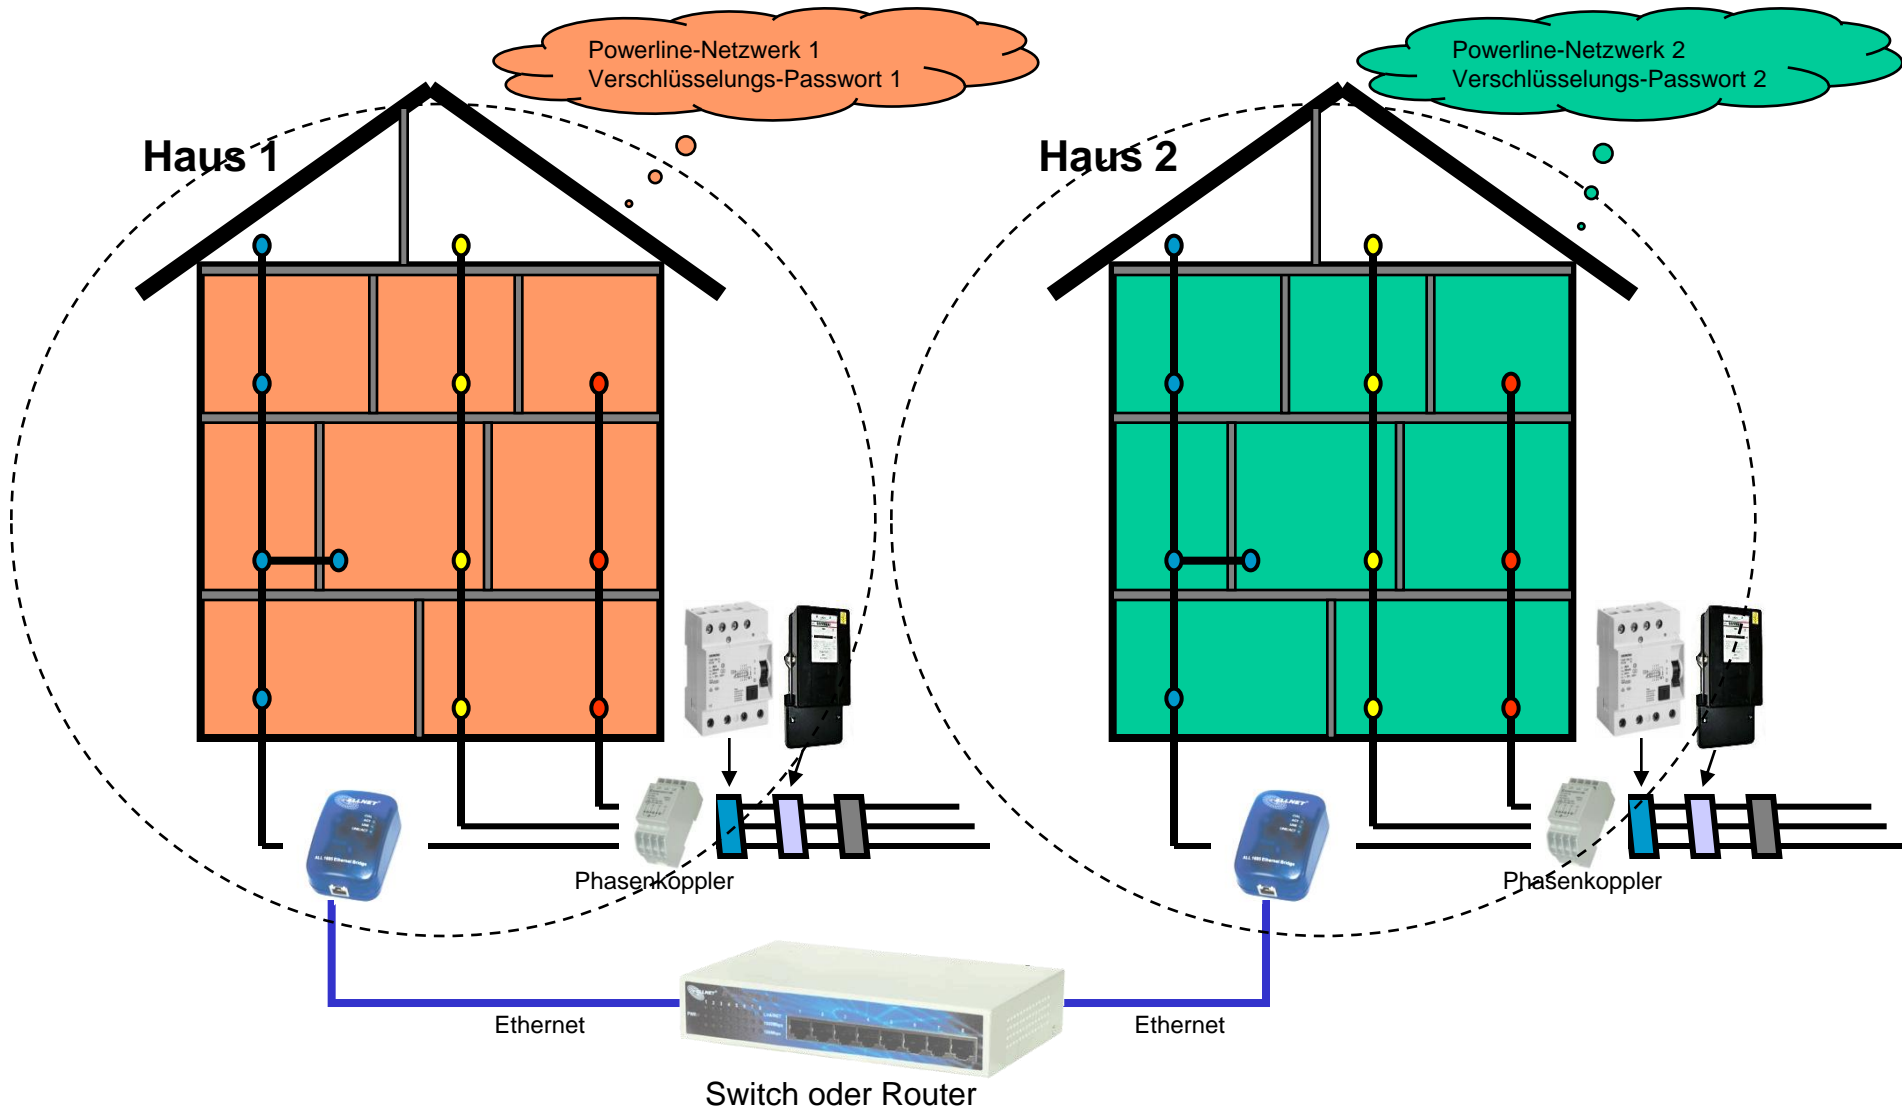 Powerline-Netzwerk 1
Verschlüsselungs-Passwort 1
Powerline-Netzwerk 2
Verschlüsselungs-Passwort 2
Haus 1
Haus 2
Phasenkoppler
Phasenkoppler
Ethernet
Ethernet
Switch oder Router